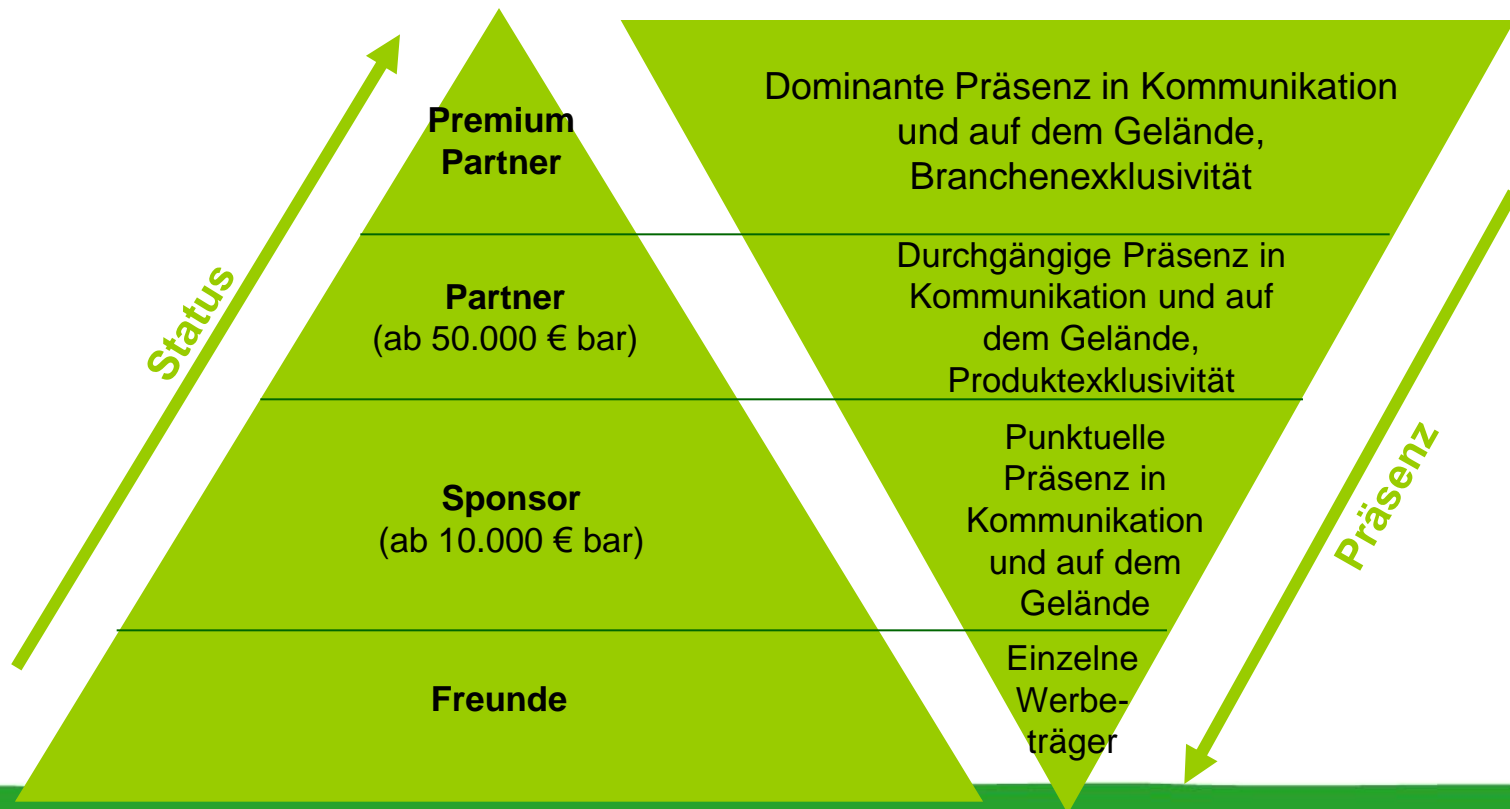 Status
Premium
Partner
Dominante Präsenz in Kommunikation
und auf dem Gelände,
Branchenexklusivität
Partner
(ab 50.000 € bar)
Durchgängige Präsenz in
Kommunikation und auf
dem Gelände,
Produktexklusivität
Sponsor
(ab 10.000 € bar)
Punktuelle
Präsenz in
Kommunikation
und auf dem
Gelände
Freunde
Einzelne
Werbe-
träger
Präsenz